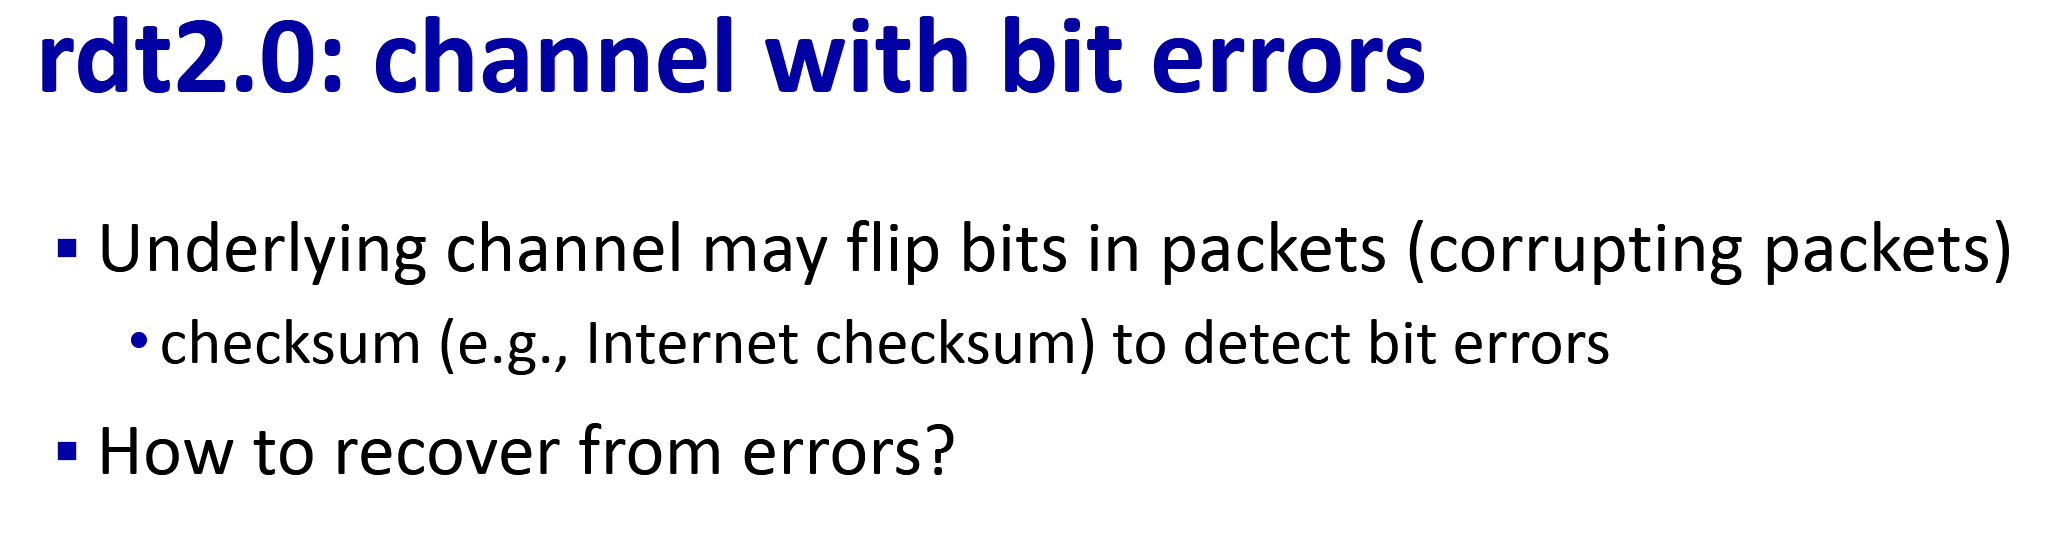 rdt2.0: channel with bit errors
▪ Underlying channel may flip bits in packets (corrupting packets)
• checksum (e.g., Internet checksum) to detect bit errors
▪ How to recover from errors?